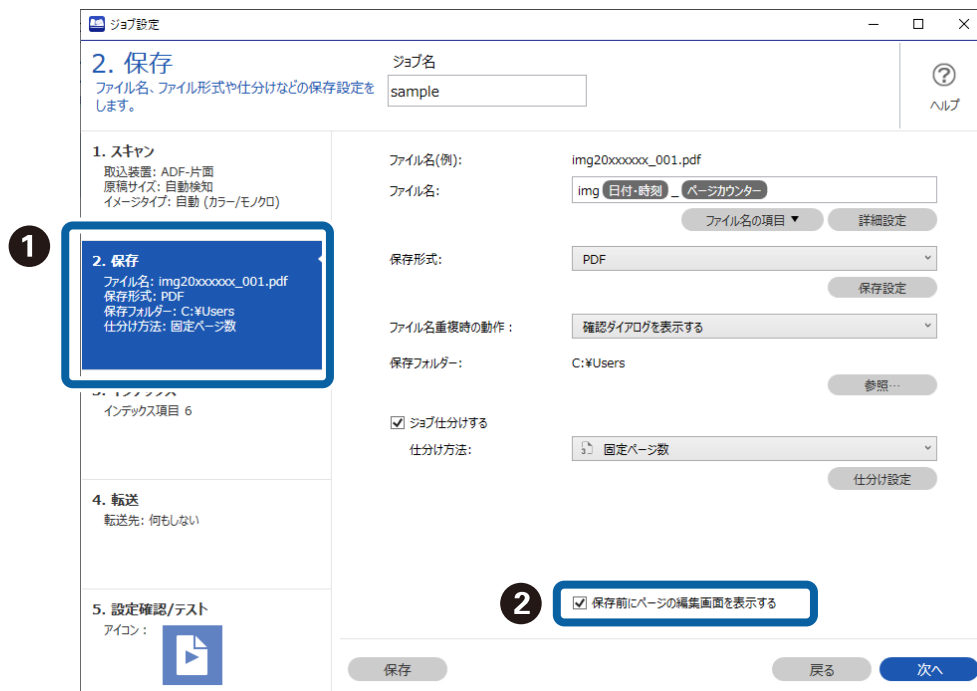 ジョブ設定
2. 保存
ファイル名、ファイル形式や仕分けなどの保存設定を
します。
ジョブ名
sample
ヘルプ
1. スキャン
取込装置: ADF-片面
原稿サイズ: 自動検知
イメージタイプ: 自動 (カラー/モノクロ)
1
2. 保存
ファイル名: img20xxxxxx_001.pdf
保存形式: PDF
保存フォルダー: C:¥Users
仕分け方法: 固定ページ数
3. インデックス
インデックス項目 6
4. 転送
転送先: 何もしない
5. 設定確認/テスト
アイコン :
ファイル名(例): img20xxxxxx_001.pdf
ファイル名: img 日付・時刻 _ ページカウンター
ファイル名の項目▼ 詳細設定
保存形式: PDF
保存設定
ファイル名重複時の動作 : 確認ダイアログを表示する
保存フォルダー: C:¥Users
参照…
ジョブ仕分けする
仕分け方法: 固定ページ数
仕分け設定
2
保存前にページの編集画面を表示する
保存 戻る 次へ